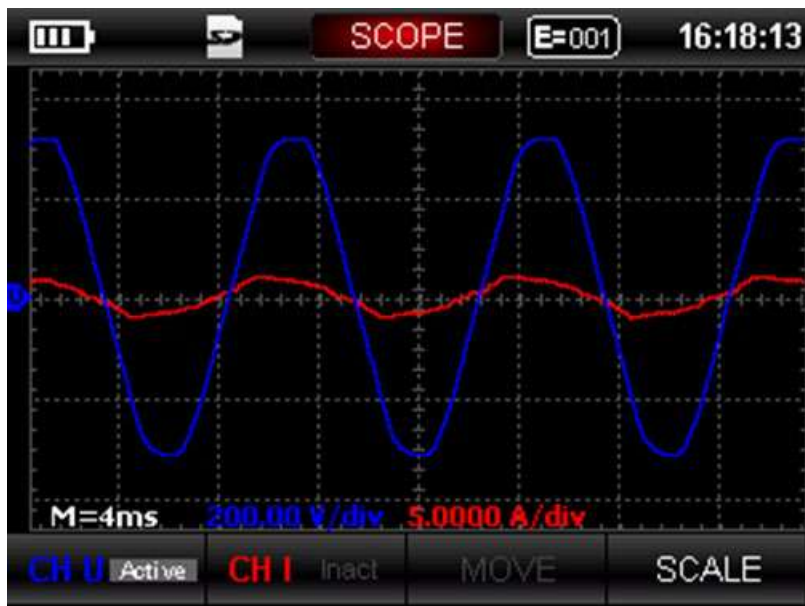 SCOPE E=001 16:18:13
U
M=4ms 200.00 V/div 5.0000 A/div
CH U Active CH I Inact MOVE SCALE